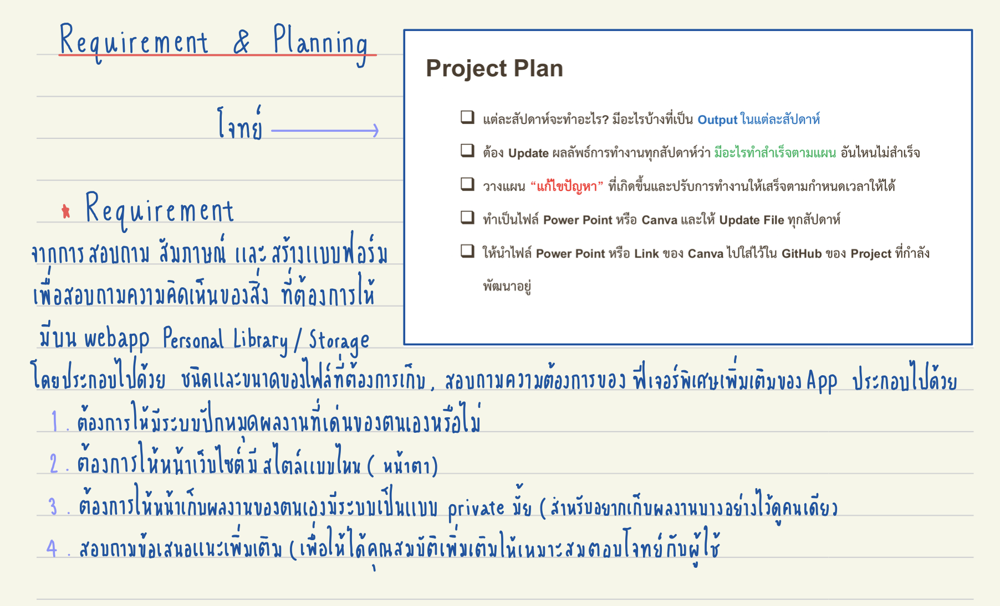 Requirement & Planning
โจทย์
Project Plan
แต่ละสัปดาห์จะทำอะไร? มีอะไรบ้างที่เป็น Output ในแต่ละสัปดาห์
ต้อง Update ผลลัพธ์การทำงานทุกสัปดาห์ว่า มีอะไรทำสำเร็จตามแผน อันไหนไม่สำเร็จ
วางแผน “แก้ไขปัญหา” ที่เกิดขึ้นและปรับการทำงานให้เสร็จตามกำหนดเวลาให้ได้
ทำเป็นไฟล์ Power Point หรือ Canva และให้ Update File ทุกสัปดาห์
ให้นำไฟล์ Power Point หรือ Link ของ Canva ไปใส่ไว้ใน GitHub ของ Project ที่กำลัง
พัฒนาอยู่
Requirement
จากการสอบถาม สัมภาษณ์ และ สร้างแบบฟอร์ม
เพื่อสอบถามความคิดเห็นของสิ่ง ที่ต้องการให้
มีบน webapp Personal Library / Storage
โดยประกอบไปด้วย ชนิดและขนาดของไฟล์ที่ต้องการเก็บ, สอบถามความต้องการของ ฟีเจอร์พิเศษเพิ่มเติมของ App ประกอบไปด้วย
1. ต้องการให้มีระบบปักหมุดผลงานที่เด่นของตนเองหรือไม่
2. ต้องการให้หน้าเว็บไซต์มี สไตล์แบบไหน ( หน้าตา)
3. ต้องการให้หน้าเก็บผลงานของตนเองมีระบบเป็นแบบ private มั้ย (สำหรับอยากเก็บผลงานบางอย่างไว้ดูคนเดียว
4. สอบถามข้อเสนอแนะเพิ่มเติม (เพื่อให้ได้คุณสมบัติเพิ่มเติมให้เหมาะสมตอบโจทย์กับผู้ใช้